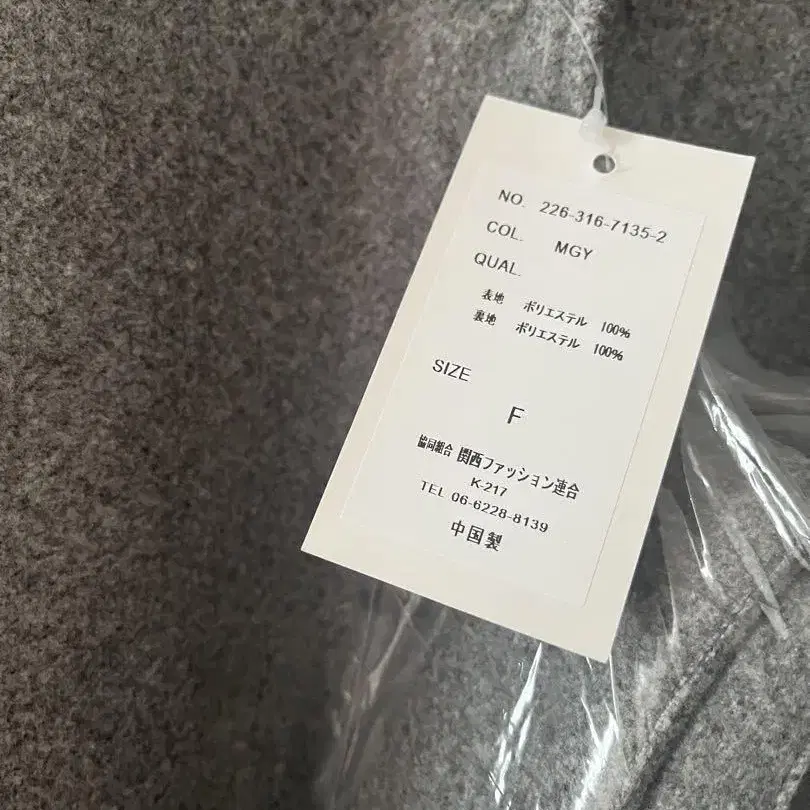 NO. 226-316-7135-2
COL. MGY
QUAL.
表地 ポリエステル 100%
裏地 ポリエステル 100%
SIZE
F
協同組合 関西ファッション連合
K-217
TEL 06-6228-8139
中国製